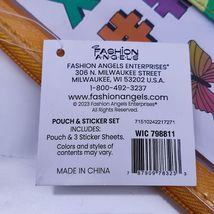 FASHION
ANGELS
FASHION ANGELS ENTERPRISES®
306 N. MILWAUKEE STREET
MILWAUKEE, WI 53202 U.S.A.
1-800-492-3237
www.fashionangels.com
© 2023 Fashion Angels Enterprises®
All rights reserved.
POUCH & STICKER SET
71510242217271
INCLUDES:
WIC 798811
Pouch & 3 Sticker Sheets.
Colors and styles of
contents may vary.
MADE IN CHINA